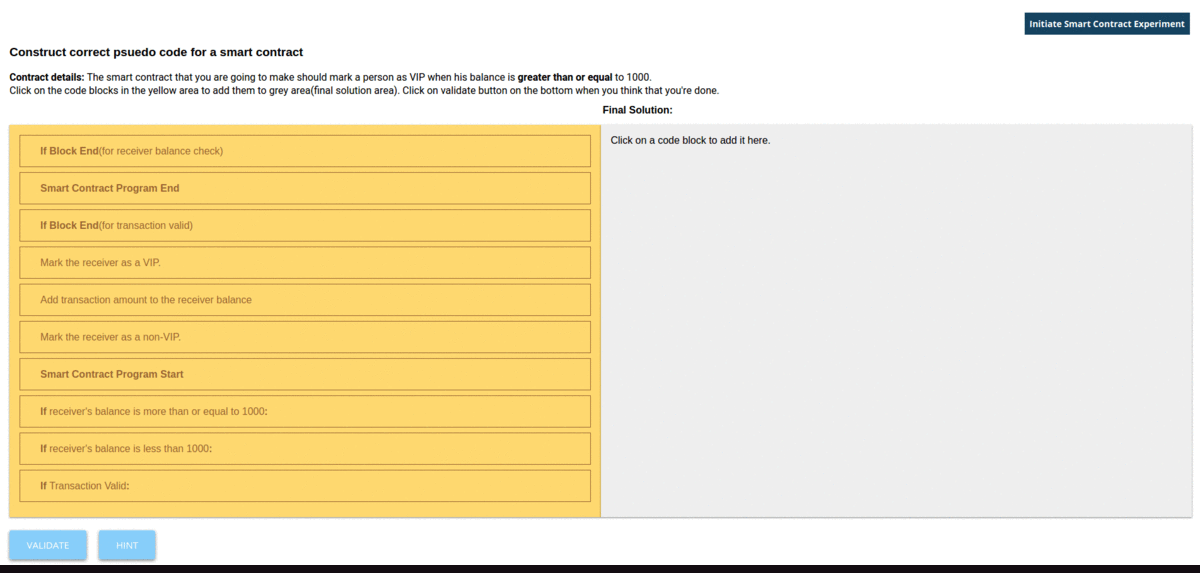 Initiate Smart Contract Experiment
Construct correct psuedo code for a smart contract
Contract details: The smart contract that you are going to make should mark a person as VIP when his balance is greater than or equal to 1000.
Click on the code blocks in the yellow area to add them to grey area(final solution area). Click on validate button on the bottom when you think that you're done.
Final Solution:
If Block End(for receiver balance check)
Smart Contract Program End
If Block End(for transaction valid)
Mark the receiver as a VIP.
Add transaction amount to the receiver balance
Mark the receiver as a non-VIP.
Smart Contract Program Start
If receiver's balance is more than or equal to 1000:
If receiver's balance is less than 1000:
If Transaction Valid:
Click on a code block to add it here.
VALIDATE
HINT